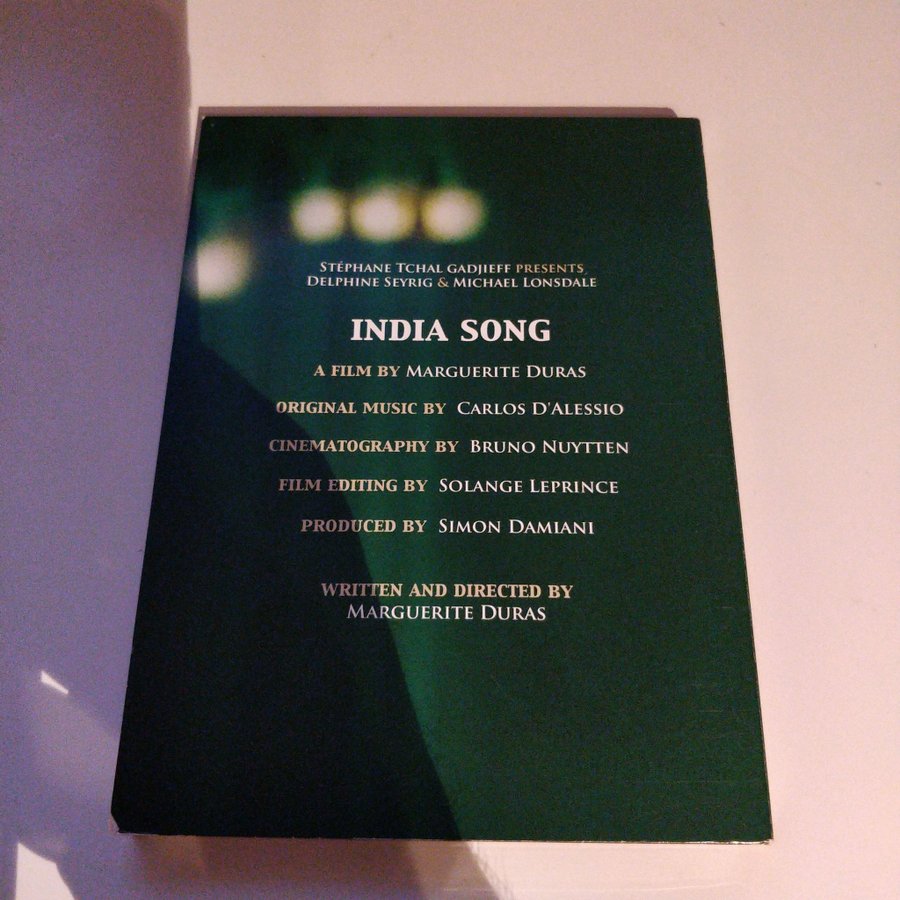 Stéphane Tchal Gadjieff presents
Delphine Seyrig & Michael Lonsdale
INDIA SONG
A FILM BY Marguerite Duras
ORIGINAL MUSIC BY Carlos D'Alessio
CINEMATOGRAPHY BY Bruno Nuytten
FILM EDITING BY Solange Leprince
PRODUCED BY Simon Damiani
WRITTEN AND DIRECTED BY
Marguerite Duras